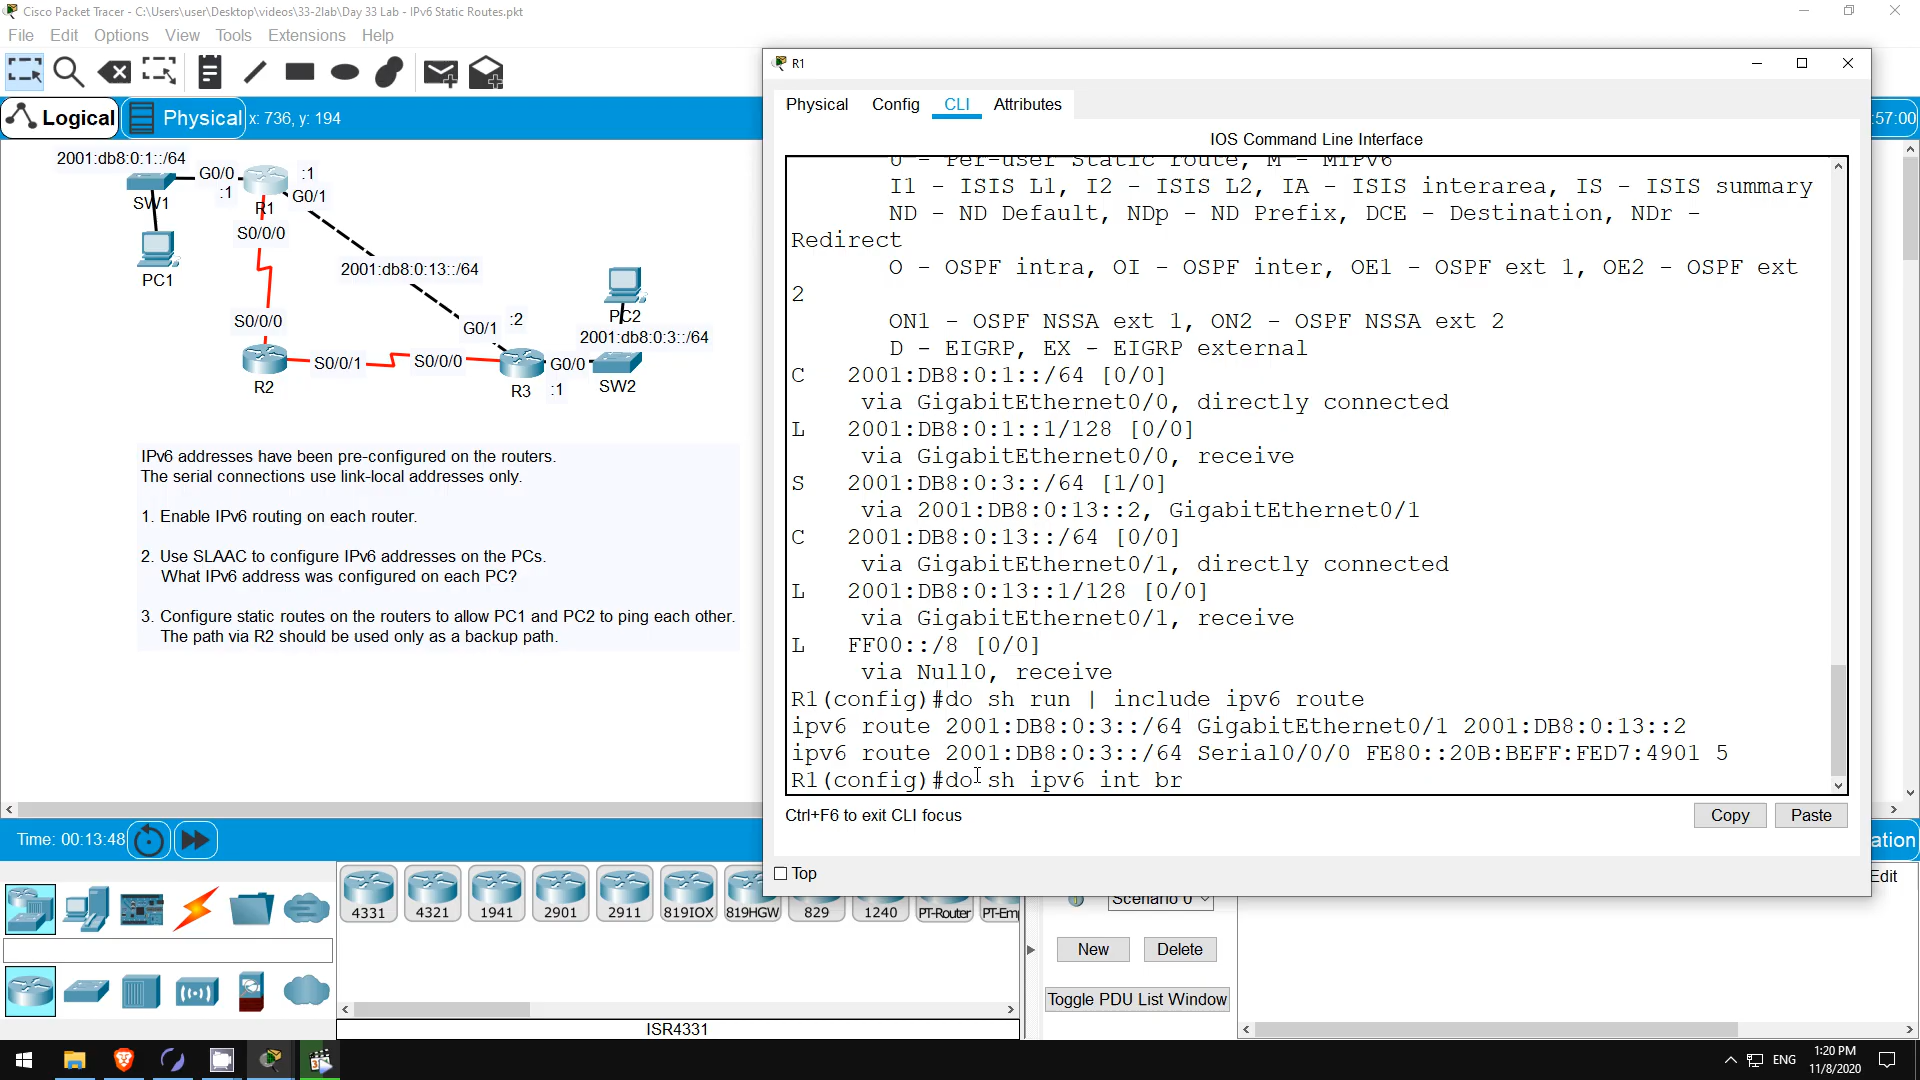 Cisco Packet Tracer - C:\Users\user\Desktop\videos\33-2lab\Day 33 Lab - IPv6 Static Routes.pkt
File Edit Options View Tools Extensions Help
Logical Physical x: 736, y: 194
:57:00
2001:db8:0:1::/64
G0/0
:1
:1
G0/1
SW1
R1
S0/0/0
PC1
2001:db8:0:13::/64
S0/0/0
G0/1
:2
PC2
2001:db8:0:3::/64
S0/0/1
S0/0/0
G0/0
R2
R3
:1
SW2
IPv6 addresses have been pre-configured on the routers.
The serial connections use link-local addresses only.
1. Enable IPv6 routing on each router.
2. Use SLAAC to configure IPv6 addresses on the PCs.
What IPv6 address was configured on each PC?
3. Configure static routes on the routers to allow PC1 and PC2 to ping each other.
The path via R2 should be used only as a backup path.
R1
Physical Config CLI Attributes
IOS Command Line Interface
U - Per-user Static route, M - MIPv6
I1 - ISIS L1, I2 - ISIS L2, IA - ISIS interarea, IS - ISIS summary
ND - ND Default, NDp - ND Prefix, DCE - Destination, NDr -
Redirect
O - OSPF intra, OI - OSPF inter, OE1 - OSPF ext 1, OE2 - OSPF ext
2
ON1 - OSPF NSSA ext 1, ON2 - OSPF NSSA ext 2
D - EIGRP, EX - EIGRP external
C 2001:DB8:0:1::/64 [0/0]
via GigabitEthernet0/0, directly connected
L 2001:DB8:0:1::1/128 [0/0]
via GigabitEthernet0/0, receive
S 2001:DB8:0:3::/64 [1/0]
via 2001:DB8:0:13::2, GigabitEthernet0/1
C 2001:DB8:0:13::/64 [0/0]
via GigabitEthernet0/1, directly connected
L 2001:DB8:0:13::1/128 [0/0]
via GigabitEthernet0/1, receive
L FF00::/8 [0/0]
via Null0, receive
R1(config)#do sh run | include ipv6 route
ipv6 route 2001:DB8:0:3::/64 GigabitEthernet0/1 2001:DB8:0:13::2
ipv6 route 2001:DB8:0:3::/64 Serial0/0/0 FE80::20B:BEFF:FED7:4901 5
R1(config)#do sh ipv6 int br
Ctrl+F6 to exit CLI focus
Copy Paste
Top
Time: 00:13:48
ation
Edit
4331 4321 1941 2901 2911 819IOX 819HGW 829 1240 PT-Router PT-Em
Scenario 0
New Delete
Toggle PDU List Window
ISR4331
ENG
1:20 PM
11/8/2020